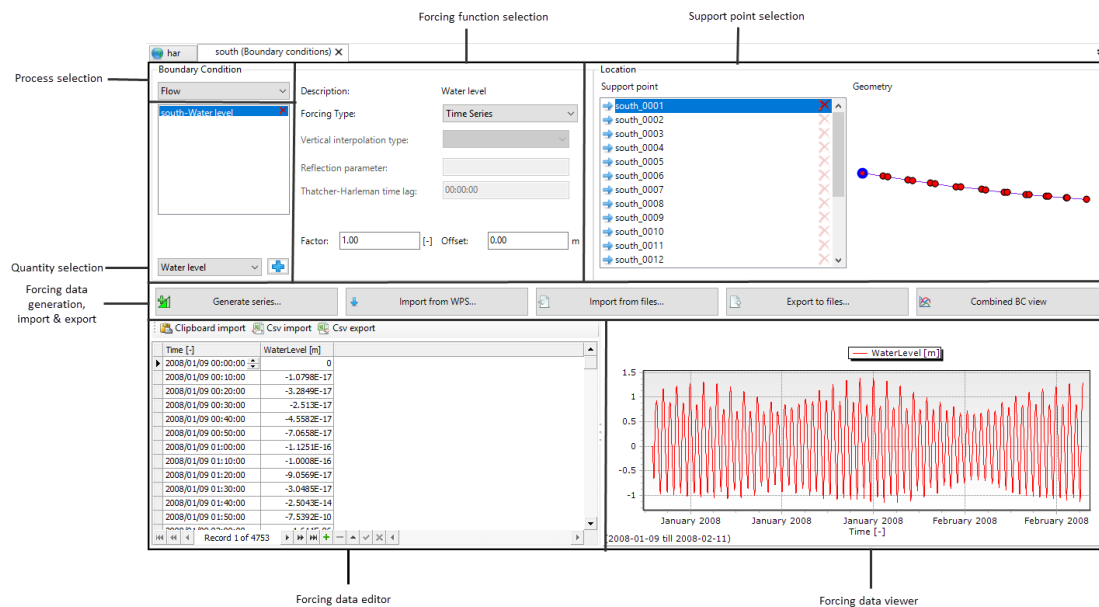 Forcing function selection
Support point selection
har
south (Boundary conditions)
Process selection
Boundary Condition
Flow
south-Water level
Description:
Water level
Forcing Type:
Time Series
Vertical interpolation type:
Reflection parameter:
Thatcher-Harleman time lag:
00:00:00
Factor:
1.00
[-]
Offset:
0.00
m
Location
Support point
Geometry
south_0001
south_0002
south_0003
south_0004
south_0005
south_0006
south_0007
south_0008
south_0009
south_0010
south_0011
south_0012
Quantity selection
Water level
Forcing data
generation,
import & export
Generate series...
Import from WPS...
Import from files...
Export to files...
Combined BC view
Clipboard import
Csv import
Csv export
Time [-] WaterLevel [m]
2008/01/09 00:00:00 0
2008/01/09 00:10:00 -1.0798E-17
2008/01/09 00:20:00 -3.2849E-17
2008/01/09 00:30:00 -2.513E-17
2008/01/09 00:40:00 -4.5582E-17
2008/01/09 00:50:00 -7.0658E-17
2008/01/09 01:00:00 -1.1251E-16
2008/01/09 01:10:00 -1.0008E-16
2008/01/09 01:20:00 -9.0569E-17
2008/01/09 01:30:00 -3.0485E-17
2008/01/09 01:40:00 -2.5043E-14
2008/01/09 01:50:00 -7.5392E-10
Record 1 of 4753
WaterLevel [m]
1.5
1
0.5
0
-0.5
-1
January 2008
January 2008
January 2008
February 2008
February 2008
Time [-]
(2008-01-09 till 2008-02-11)
Forcing data editor
Forcing data viewer